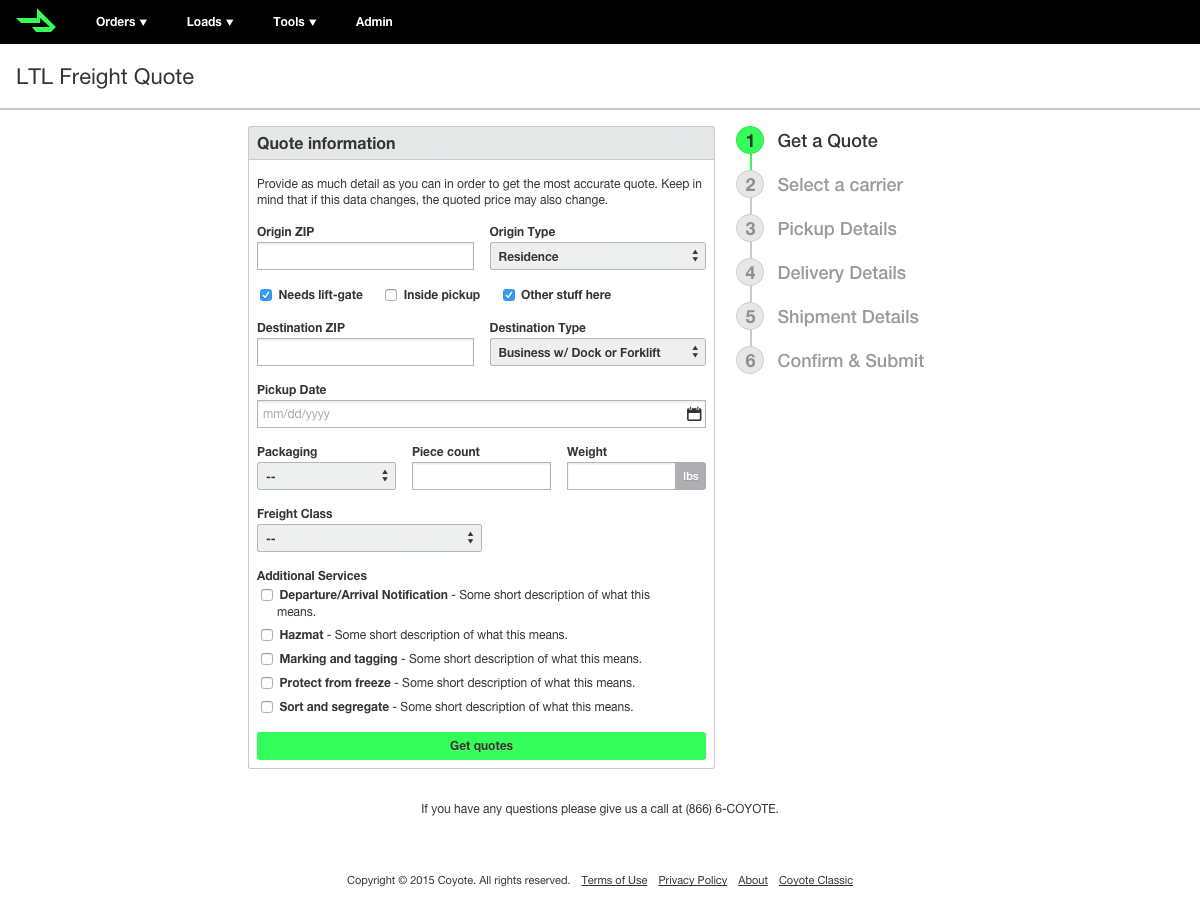 Orders ▼ Loads ▼ Tools ▼ Admin
LTL Freight Quote
Quote information
Provide as much detail as you can in order to get the most accurate quote. Keep in
mind that if this data changes, the quoted price may also change.
Origin ZIP Origin Type
Residence
Needs lift-gate Inside pickup Other stuff here
Destination ZIP Destination Type
Business w/ Dock or Forklift
Pickup Date
mm/dd/yyyy
Packaging Piece count Weight
-- lbs
Freight Class
--
Additional Services
Departure/Arrival Notification - Some short description of what this
means.
Hazmat - Some short description of what this means.
Marking and tagging - Some short description of what this means.
Protect from freeze - Some short description of what this means.
Sort and segregate - Some short description of what this means.
Get quotes
1 Get a Quote
2 Select a carrier
3 Pickup Details
4 Delivery Details
5 Shipment Details
6 Confirm & Submit
If you have any questions please give us a call at (866) 6-COYOTE.
Copyright © 2015 Coyote. All rights reserved. Terms of Use Privacy Policy About Coyote Classic